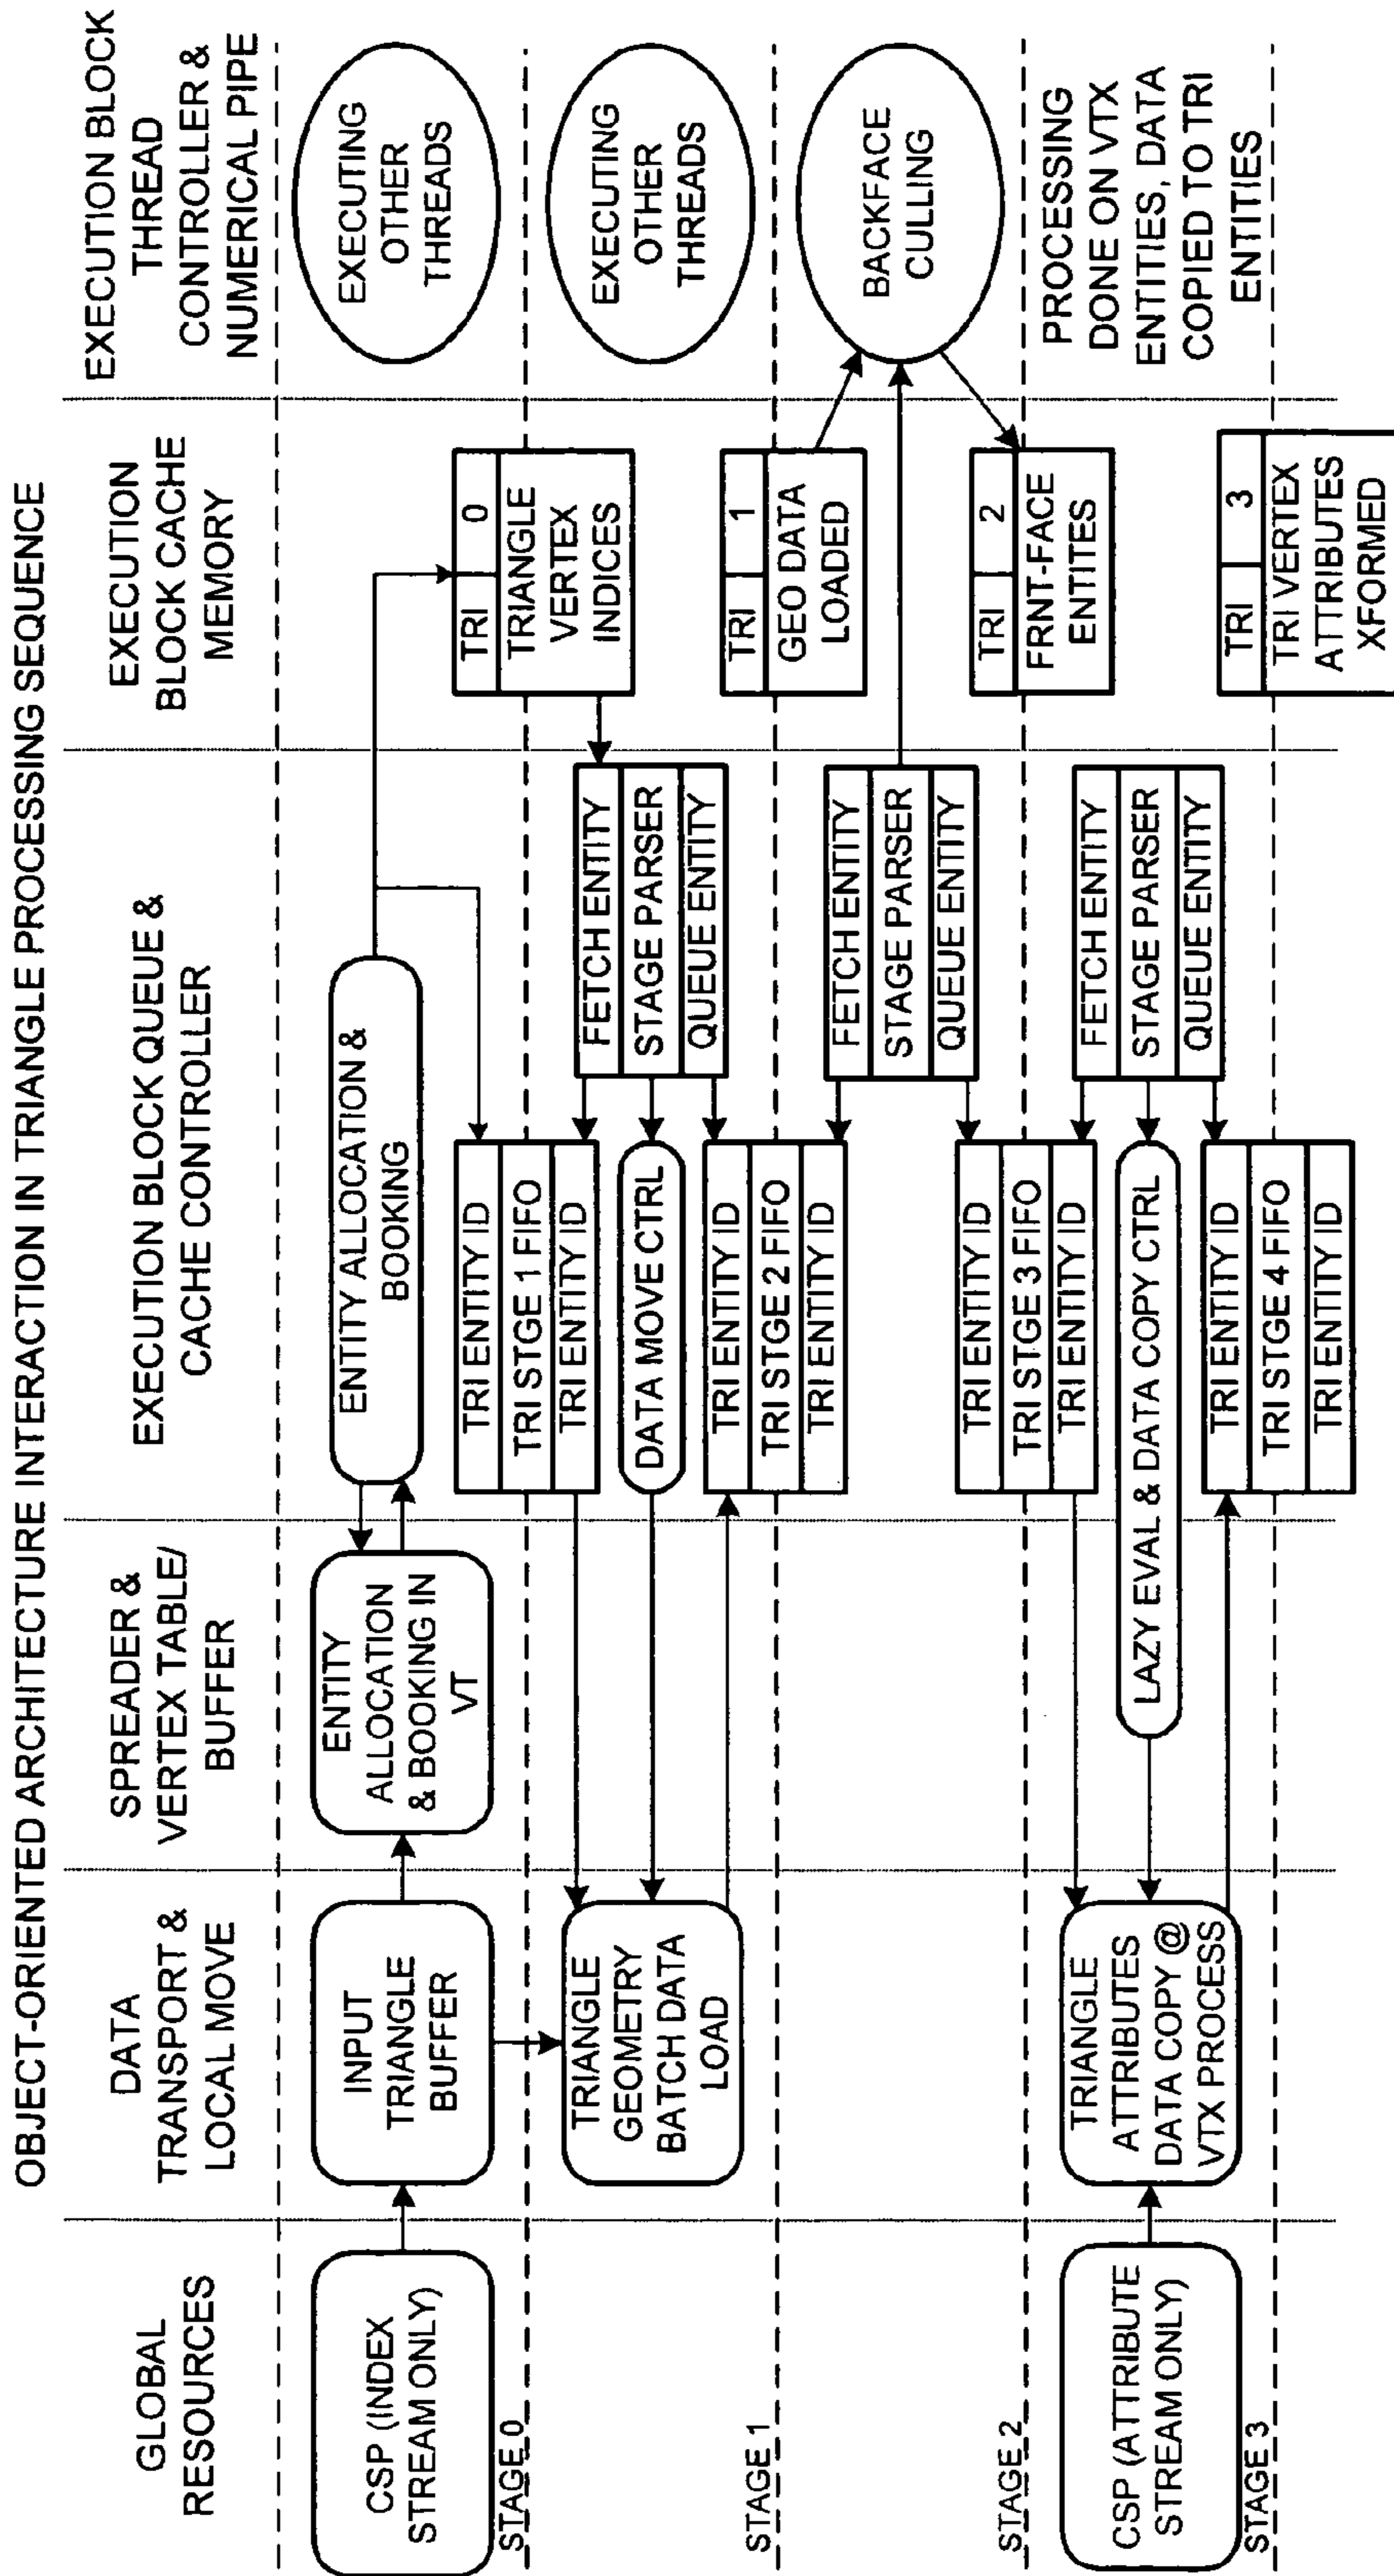 OBJECT-ORIENTED ARCHITECTURE INTERACTION IN TRIANGLE PROCESSING SEQUENCE
GLOBAL
RESOURCES
DATA
TRANSPORT &
LOCAL MOVE
SPREADER &
VERTEX TABLE/
BUFFER
EXECUTION BLOCK QUEUE &
CACHE CONTROLLER
EXECUTION
BLOCK CACHE
MEMORY
EXECUTION BLOCK
THREAD
CONTROLLER &
NUMERICAL PIPE
CSP (INDEX
STREAM ONLY)
INPUT
TRIANGLE
BUFFER
ENTITY
ALLOCATION
& BOOKING IN
VT
ENTITY ALLOCATION &
BOOKING
EXECUTING
OTHER
THREADS
STAGE 0
TRI ENTITY ID
TRI STGE 1 FIFO
TRI ENTITY ID
TRI 0
TRIANGLE
VERTEX
INDICES
TRIANGLE
GEOMETRY
BATCH DATA
LOAD
DATA MOVE CTRL
FETCH ENTITY
STAGE PARSER
QUEUE ENTITY
EXECUTING
OTHER
THREADS
STAGE 1
TRI ENTITY ID
TRI STGE 2 FIFO
TRI ENTITY ID
TRI 1
GEO DATA
LOADED
FETCH ENTITY
STAGE PARSER
QUEUE ENTITY
BACKFACE
CULLING
STAGE 2
TRI ENTITY ID
TRI STGE 3 FIFO
TRI ENTITY ID
TRI 2
FRNT-FACE
ENTITES
CSP (ATTRIBUTE
STREAM ONLY)
TRIANGLE
ATTRIBUTES
DATA COPY @
VTX PROCESS
LAZY EVAL & DATA COPY CTRL
FETCH ENTITY
STAGE PARSER
QUEUE ENTITY
PROCESSING
DONE ON VTX
ENTITIES, DATA
COPIED TO TRI
ENTITIES
STAGE 3
TRI ENTITY ID
TRI STGE 4 FIFO
TRI ENTITY ID
TRI 3
TRI VERTEX
ATTRIBUTES
XFORMED